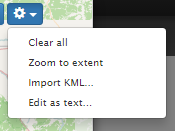 Clear all
Zoom to extent
Import KML...
Edit as text...